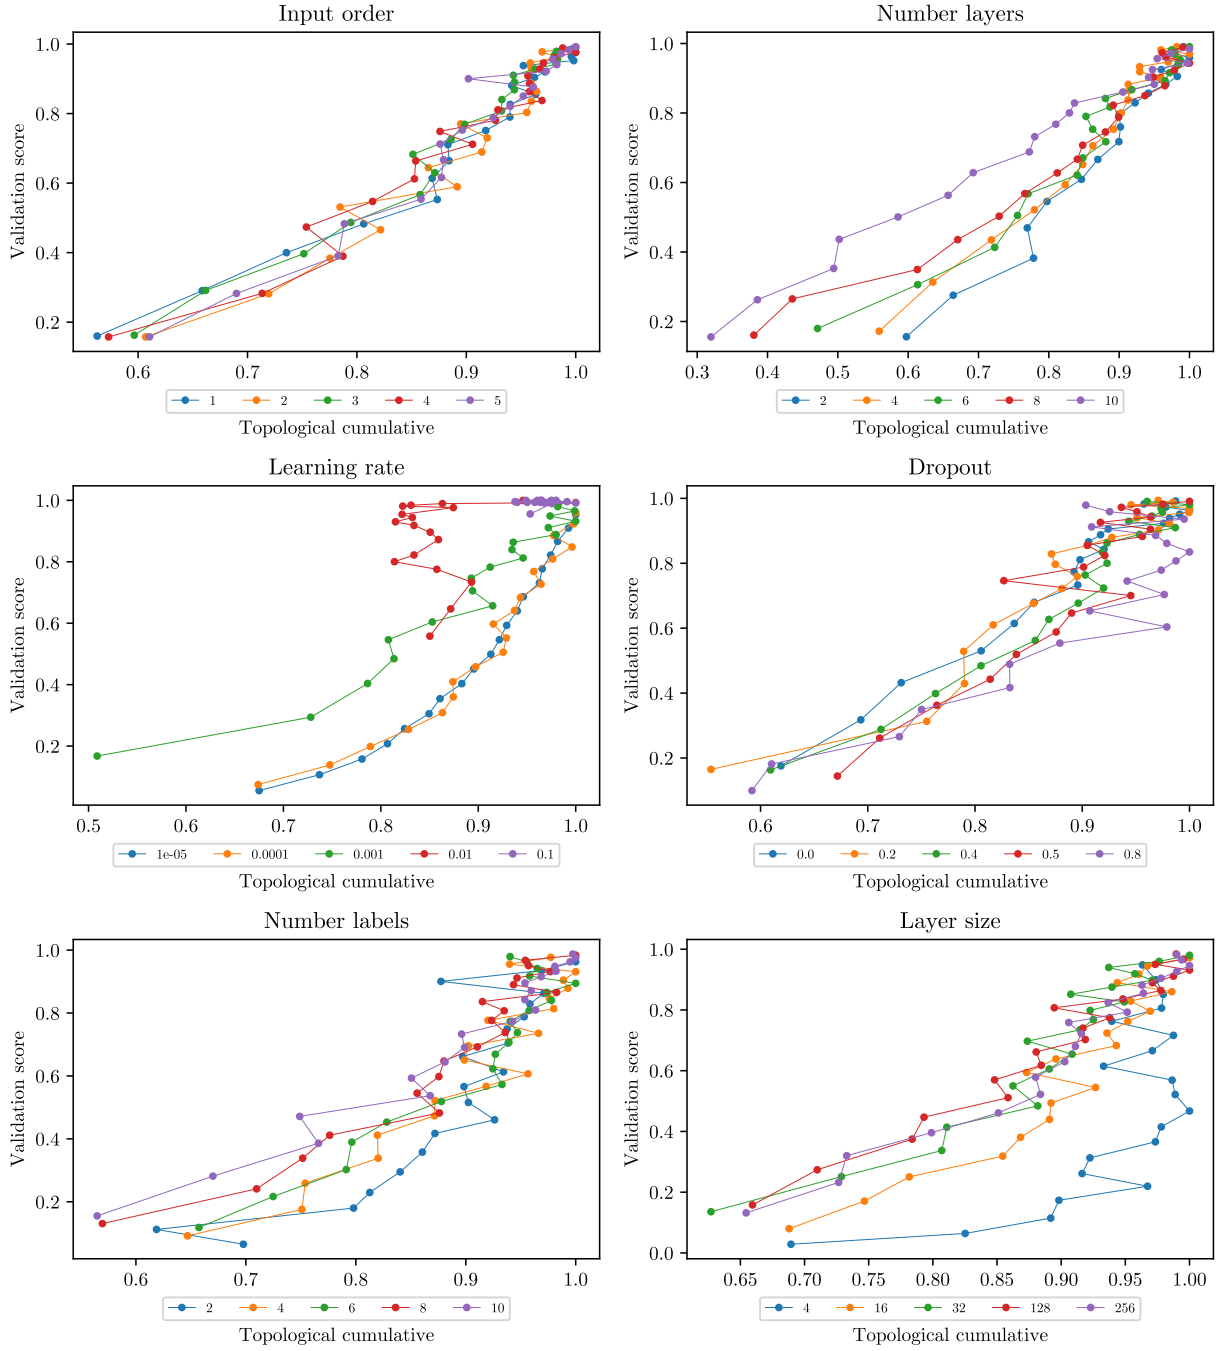 Input order
Validation score
1.0
0.8
0.6
0.4
0.2
0.6 0.7 0.8 0.9 1.0
1 2 3 4 5
Topological cumulative
Number layers
Validation score
1.0
0.8
0.6
0.4
0.2
0.3 0.4 0.5 0.6 0.7 0.8 0.9 1.0
2 4 6 8 10
Topological cumulative
Learning rate
Validation score
1.0
0.8
0.6
0.4
0.2
0.5 0.6 0.7 0.8 0.9 1.0
1e-05 0.0001 0.001 0.01 0.1
Topological cumulative
Dropout
Validation score
1.0
0.8
0.6
0.4
0.2
0.6 0.7 0.8 0.9 1.0
0.0 0.2 0.4 0.5 0.8
Topological cumulative
Number labels
Validation score
1.0
0.8
0.6
0.4
0.2
0.6 0.7 0.8 0.9 1.0
2 4 6 8 10
Topological cumulative
Layer size
Validation score
1.0
0.8
0.6
0.4
0.2
0.0
0.65 0.70 0.75 0.80 0.85 0.90 0.95 1.00
4 16 32 128 256
Topological cumulative